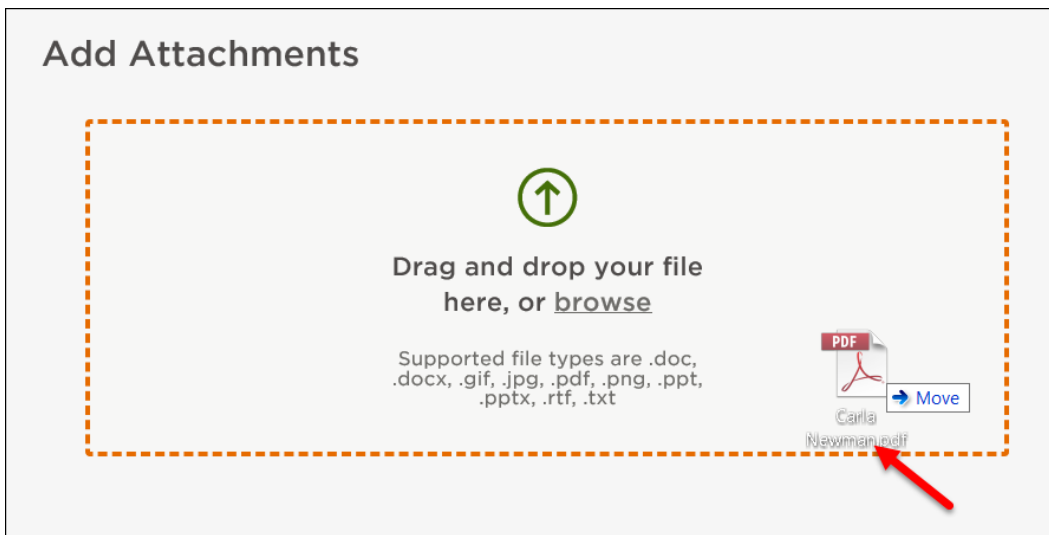 Add Attachments
Drag and drop your file
here, or browse
Supported file types are .doc,
.docx, .gif, .jpg, .pdf, .png, .ppt,
.pptx, .rtf, .txt
PDF
Move
Carla
Newman.pdf